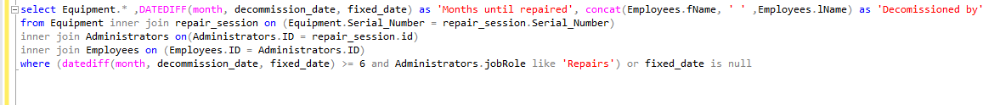 select Equipment.* ,DATEDIFF(month, decommission_date, fixed_date) as 'Months until repaired', concat(Employees.fName, ' ' ,Employees.lName) as 'Decomissioned by'
from Equipment inner join repair_session on (Equipment.Serial_Number = repair_session.Serial_Number)
inner join Administrators on(Administrators.ID = repair_session.id)
inner join Employees on (Employees.ID = Administrators.ID)
where (datediff(month, decommission_date, fixed_date) >= 6 and Administrators.jobRole like 'Repairs') or fixed_date is null